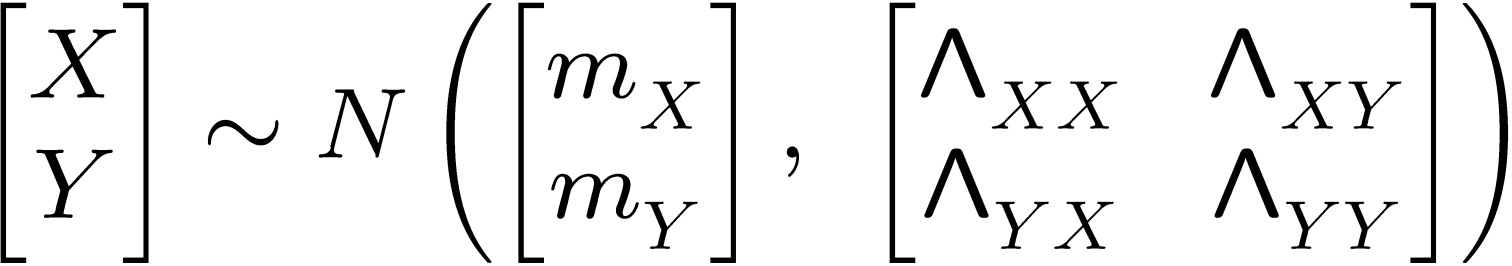 [X Y] ~ N ( [m_X m_Y] , [Λ_XX Λ_XY Λ_YX Λ_YY] )